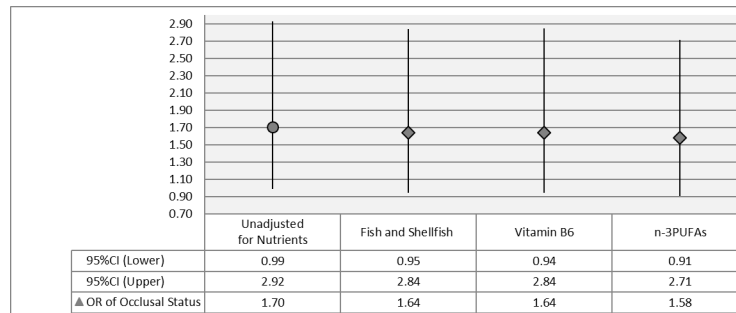 2.90
2.70
2.50
2.30
2.10
1.90
1.70
1.50
1.30
1.10
0.90
0.70
Unadjusted
for Nutrients
Fish and Shellfish
Vitamin B6
n-3PUFAs
95%CI (Lower) 0.99 0.95 0.94 0.91
95%CI (Upper) 2.92 2.84 2.84 2.71
OR of Occlusal Status 1.70 1.64 1.64 1.58